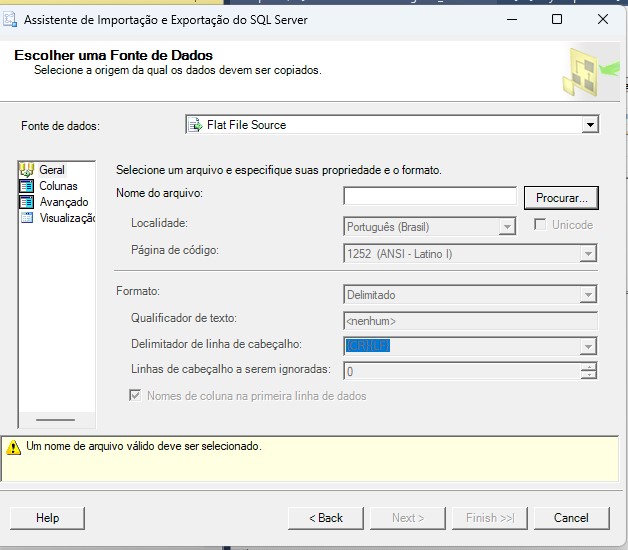 Assistente de Importação e Exportação do SQL Server
Escolher uma Fonte de Dados
Selecione a origem da qual os dados devem ser copiados.
Fonte de dados: Flat File Source
Geral
Colunas
Avançado
Visualização
Selecione um arquivo e especifique suas propriedade e o formato.
Nome do arquivo: Procurar...
Localidade: Português (Brasil) Unicode
Página de código: 1252 (ANSI - Latino I)
Formato: Delimitado
Qualificador de texto: <nenhum>
Delimitador de linha de cabeçalho: {CR}{LF}
Linhas de cabeçalho a serem ignoradas: 0
Nomes de coluna na primeira linha de dados
Um nome de arquivo válido deve ser selecionado.
Help < Back Next > Finish >>| Cancel